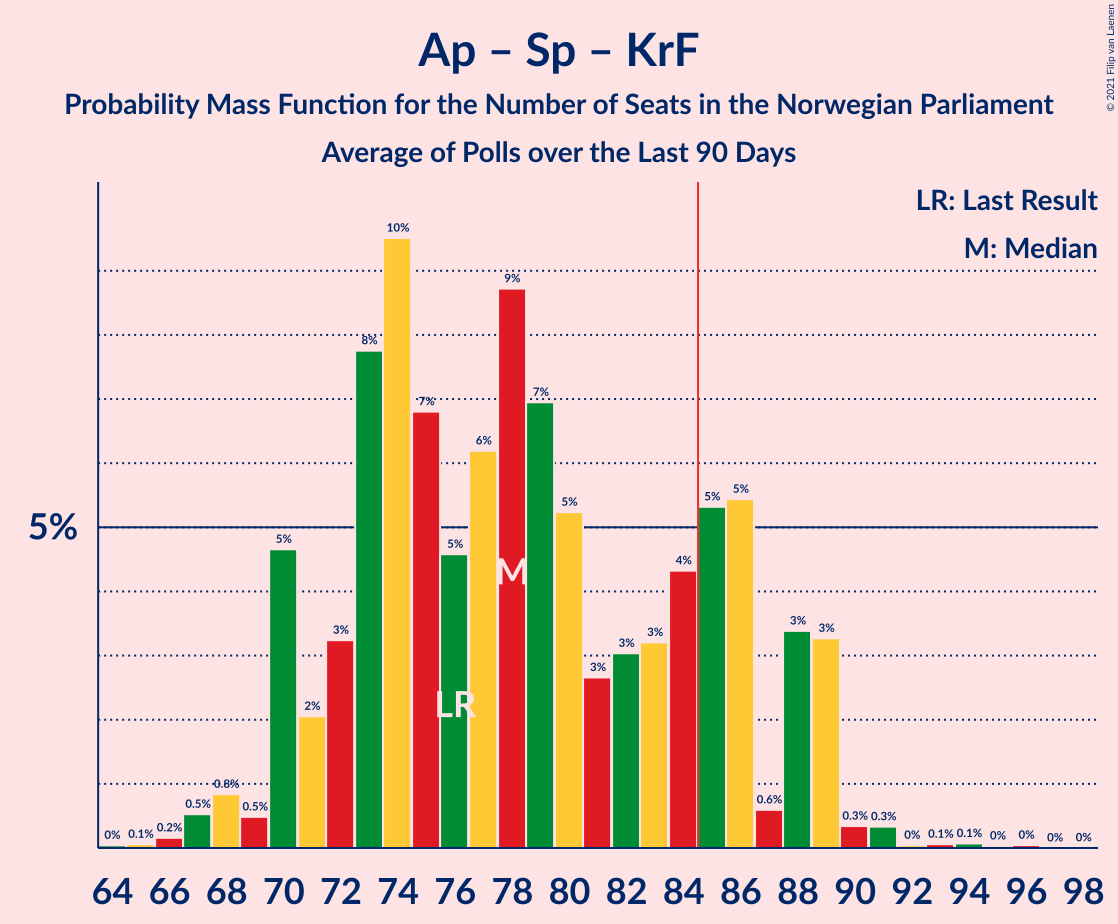 Ap – Sp – KrF
Probability Mass Function for the Number of Seats in the Norwegian Parliament
Average of Polls over the Last 90 Days
© 2021 Filip van Laenen
LR: Last Result
M: Median
5%
0% 0.1% 0.2% 0.5% 0.8% 0.5% 5% 2% 3% 8% 10% 7% 5% 6% 9% 7% 5% 3% 3% 3% 4% 5% 5% 0.6% 3% 3% 0.3% 0.3% 0% 0.1% 0.1% 0% 0% 0% 0%
M
LR
64 66 68 70 72 74 76 78 80 82 84 86 88 90 92 94 96 98